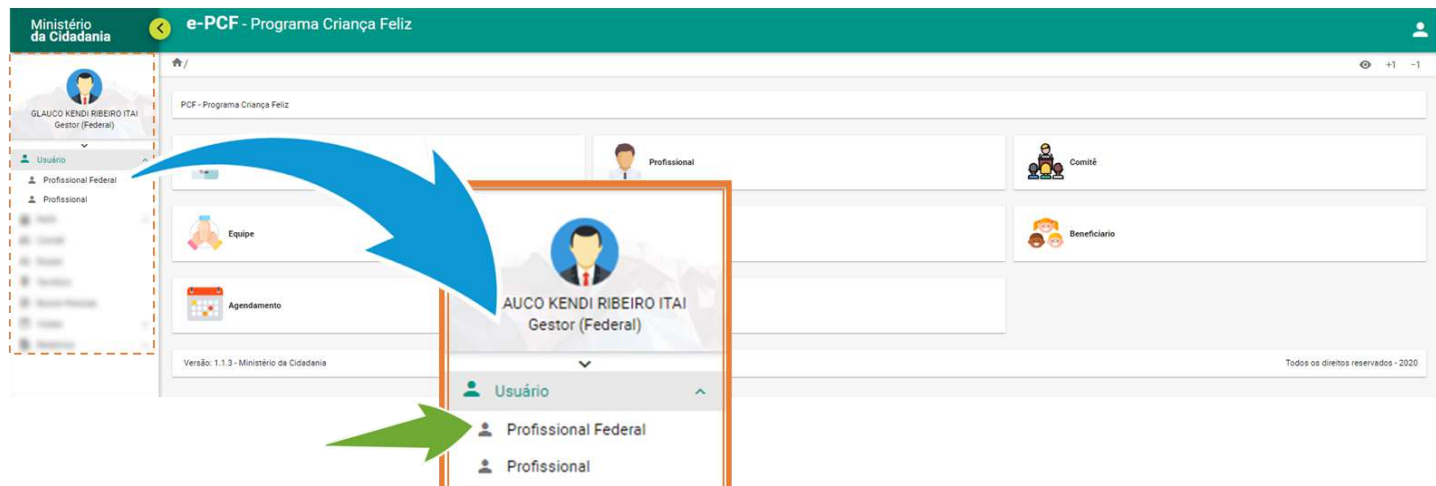 Ministério
da Cidadania
e-PCF - Programa Criança Feliz
/
+1 -1
GLAUCO KENDI RIBEIRO ITAI
Gestor (Federal)
Usuário
Profissional Federal
Profissional
PCF - Programa Criança Feliz
Profissional
Comitê
Equipe
Beneficiario
Agendamento
Versão: 1.1.3 - Ministério da Cidadania
Todos os direitos reservados - 2020
AUCO KENDI RIBEIRO ITAI
Gestor (Federal)
Usuário
Profissional Federal
Profissional